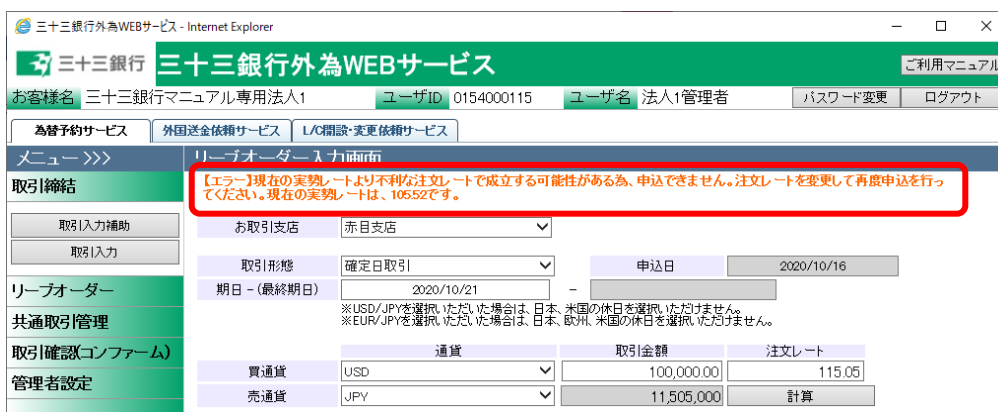 三十三銀行外為WEBサービス - Internet Explorer
三十三銀行 三十三銀行外為WEBサービス
ご利用マニュアル
お客様名 三十三銀行マニュアル専用法人1 ユーザID 0154000115 ユーザ名 法人1管理者 パスワード変更 ログアウト
為替予約サービス 外国送金依頼サービス L/C開設・変更依頼サービス
メニュー >>> リーブオーダー入力画面
取引締結
【エラー】現在の実勢レートより不利な注文レートで成立する可能性がある為、申込できません。注文レートを変更して再度申込を行っ
てください。現在の実勢レートは、105.52です。
取引入力補助
お取引支店 赤目支店
取引入力
取引形態 確定日取引 申込日 2020/10/16
リーブオーダー
期日-(最終期日) 2020/10/21 -
※USD/JPYを選択いただいた場合は、日本、米国の休日を選択いただけません。
※EUR/JPYを選択いただいた場合は、日本、欧州、米国の休日を選択いただけません。
共通取引管理
取引確認(コンファーム)
通貨 取引金額 注文レート
買通貨 USD 100,000.00 115.05
管理者設定
売通貨 JPY 11,505,000 計算